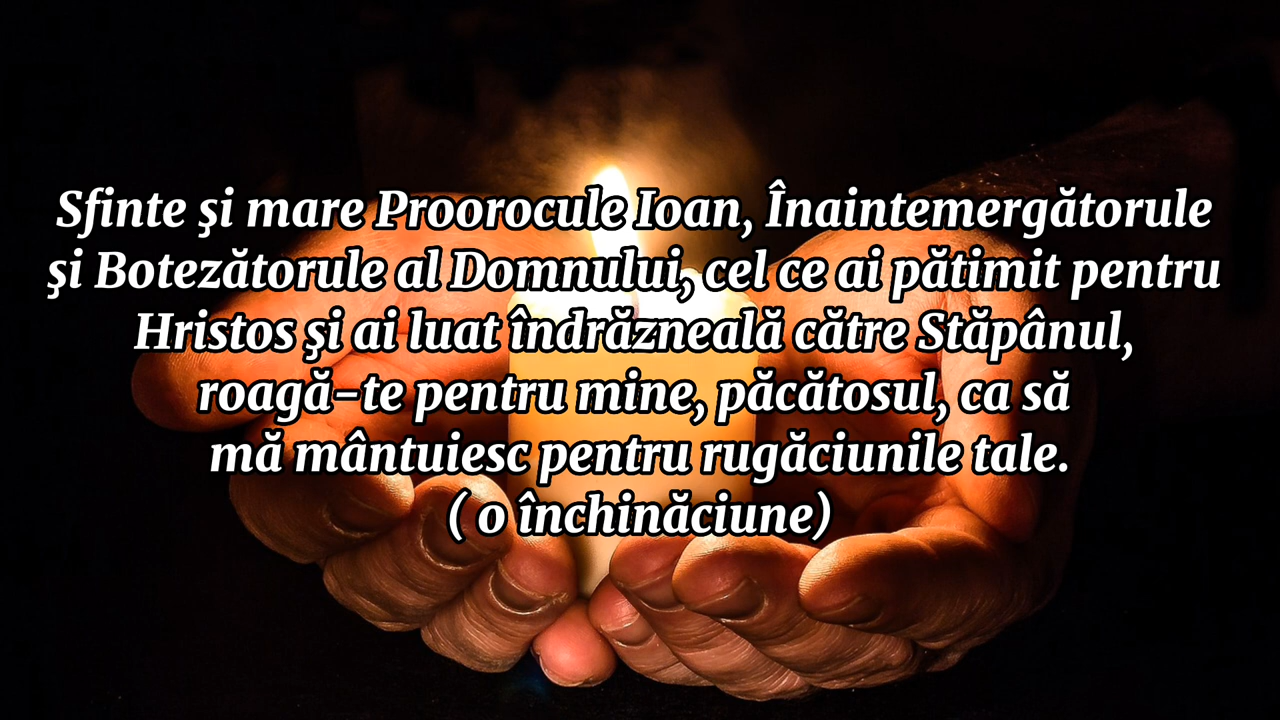 Sfinte şi mare Proorocule Ioan, Înaintemergătorule
şi Botezătorule al Domnului, cel ce ai pătimit pentru
Hristos şi ai luat îndrăzneală către Stăpânul,
roagă-te pentru mine, păcătosul, ca să
mă mântuiesc pentru rugăciunile tale.
( o închinăciune)